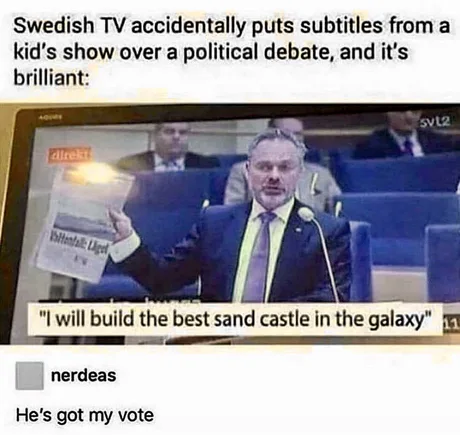 Swedish TV accidentally puts subtitles from a
kid's show over a political debate, and it's
brilliant:
svt2
direkt
"I will build the best sand castle in the galaxy"
11
nerdeas
He's got my vote